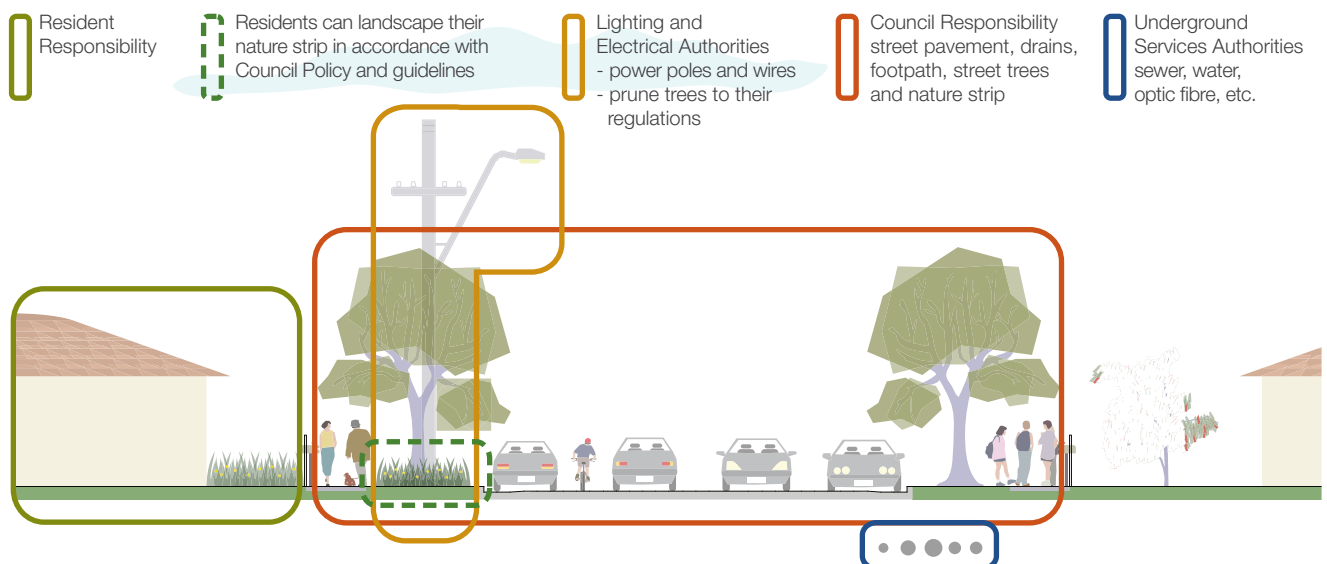 Resident
Responsibility
Residents can landscape their
nature strip in accordance with
Council Policy and guidelines
Lighting and
Electrical Authorities
- power poles and wires
- prune trees to their
regulations
Council Responsibility
street pavement, drains,
footpath, street trees
and nature strip
Underground
Services Authorities
sewer, water,
optic fibre, etc.